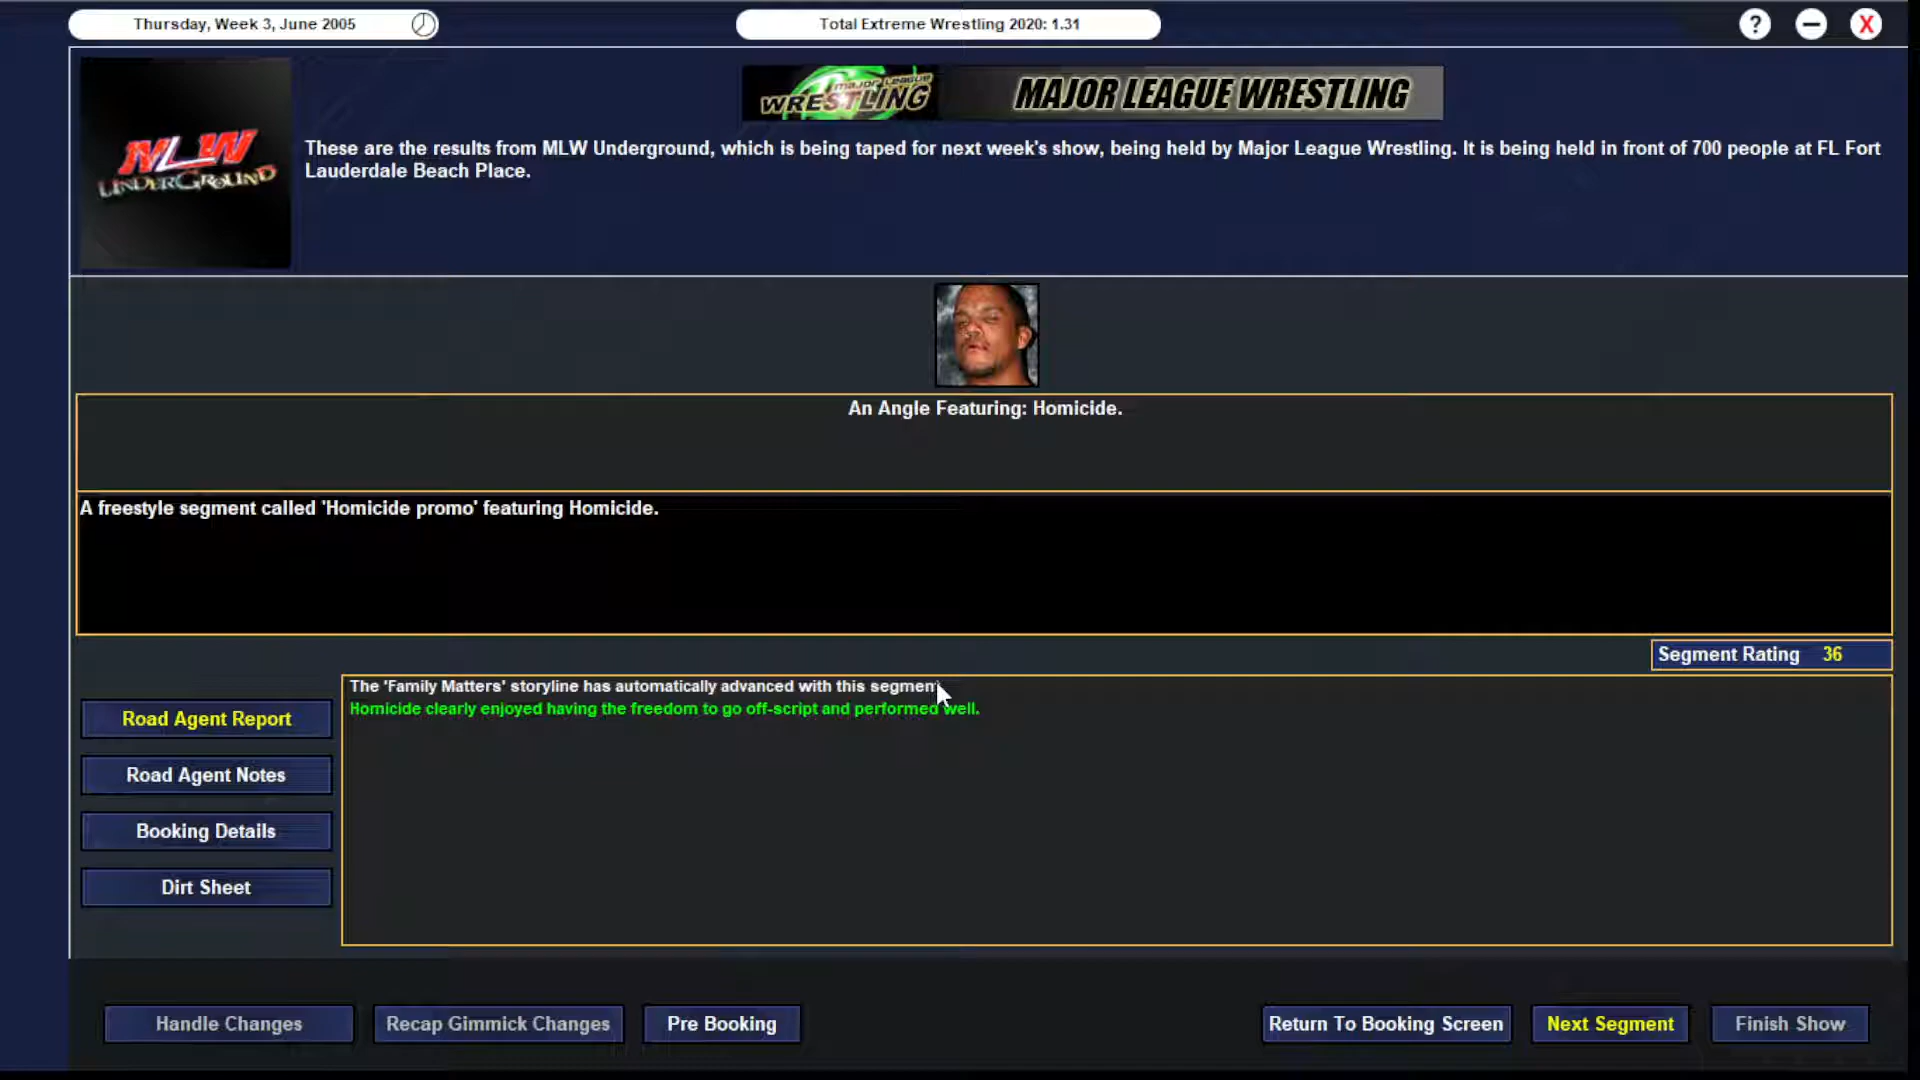 Thursday, Week 3, June 2005
Total Extreme Wrestling 2020: 1.31
?
X
MLW
UNDERGROUND
major league
WRESTLING
MAJOR LEAGUE WRESTLING
These are the results from MLW Underground, which is being taped for next week's show, being held by Major League Wrestling. It is being held in front of 700 people at FL Fort
Lauderdale Beach Place.
An Angle Featuring: Homicide.
A freestyle segment called 'Homicide promo' featuring Homicide.
Segment Rating 36
The 'Family Matters' storyline has automatically advanced with this segment
Homicide clearly enjoyed having the freedom to go off-script and performed well.
Road Agent Report
Road Agent Notes
Booking Details
Dirt Sheet
Handle Changes
Recap Gimmick Changes
Pre Booking
Return To Booking Screen
Next Segment
Finish Show